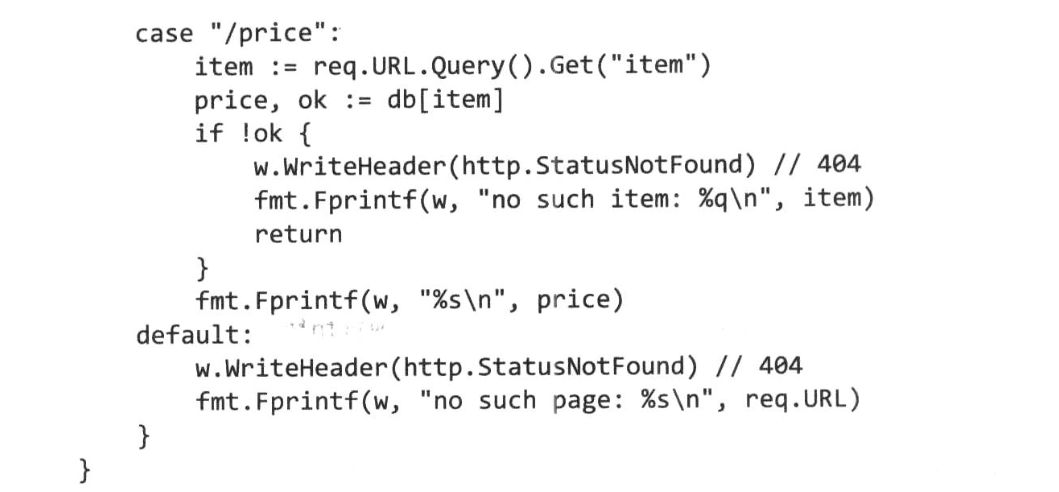 case "/price":
item := req.URL.Query().Get("item")
price, ok := db[item]
if !ok {
w.WriteHeader(http.StatusNotFound) // 404
fmt.Fprintf(w, "no such item: %q\n", item)
return
}
fmt.Fprintf(w, "%s\n", price)
default:
w.WriteHeader(http.StatusNotFound) // 404
fmt.Fprintf(w, "no such page: %s\n", req.URL)
}
}